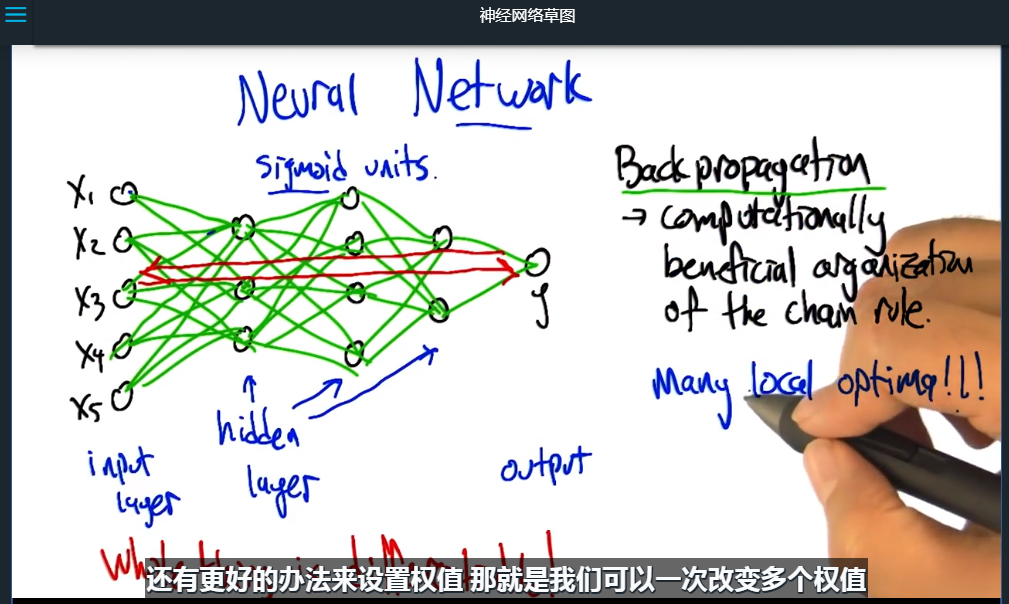 神经网络草图
Neural Network
sigmoid units.
X1
X2
X3
X4
X5
y
Back propagation
→ computationally
beneficial organization
of the chain rule.
Many local optima!!!
hidden
layer
input
layer
output
还有更好的办法来设置权值 那就是我们可以一次改变多个权值